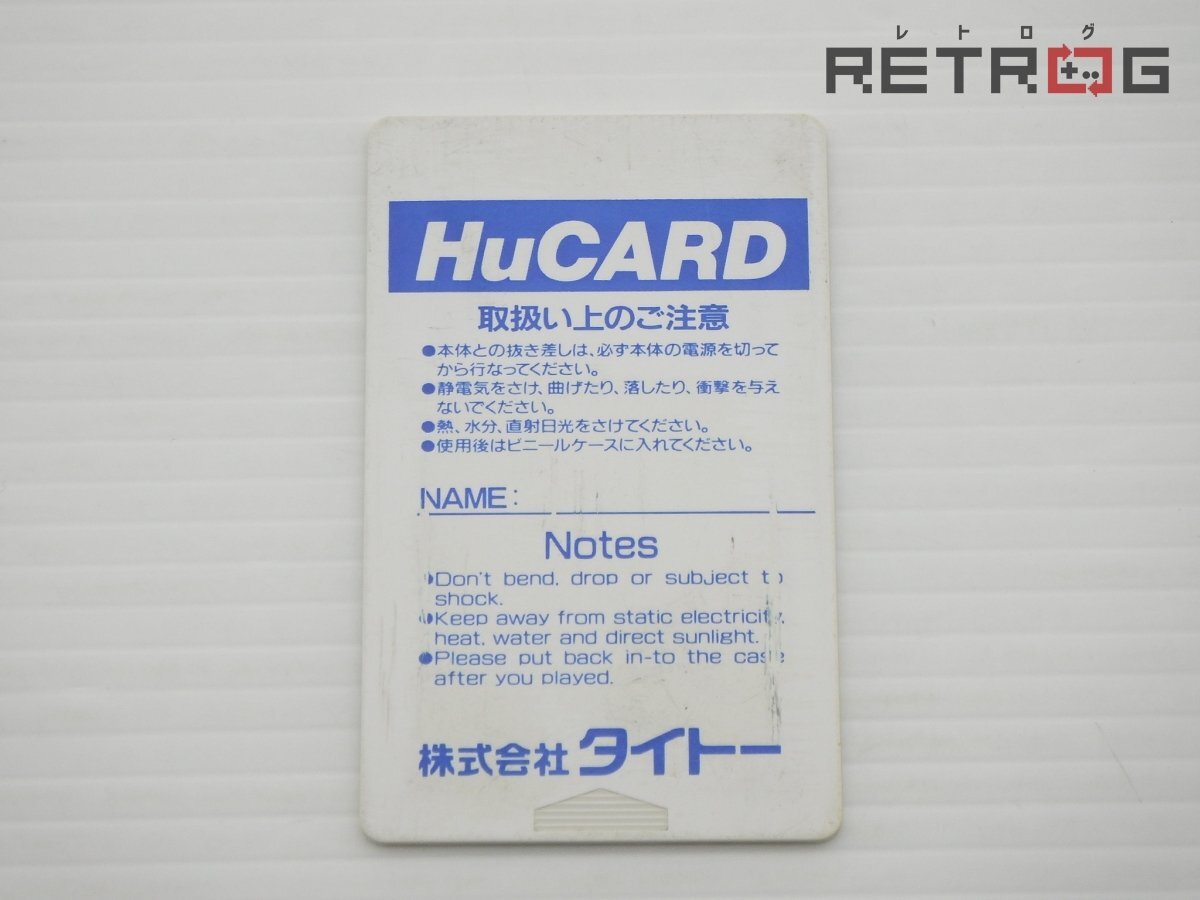 レトログ
RETROG
HuCARD
取扱い上のご注意
●本体との抜き差しは、必ず本体の電源を切って
から行なってください。
●静電気をさけ、曲げたり、落したり、衝撃を与え
ないでください。
●熱、水分、直射日光をさけてください。
●使用後はビニールケースに入れてください。
NAME:
Notes
●Don't bend, drop or subject to
shock.
●Keep away from static electricity,
heat, water and direct sunlight.
●Please put back in-to the case
after you played.
株式会社タイトー